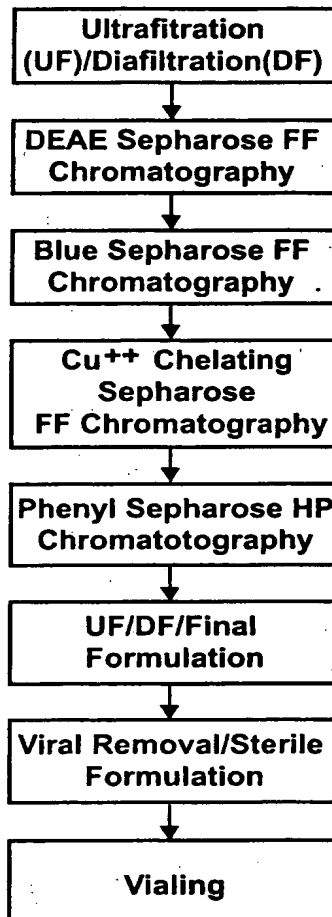 Ultrafitration
(UF)/Diafiltration(DF)
DEAE Sepharose FF
Chromatography
Blue Sepharose FF
Chromatography
Cu++ Chelating
Sepharose
FF Chromatography
Phenyl Sepharose HP
Chromatotography
UF/DF/Final
Formulation
Viral Removal/Sterile
Formulation
Vialing